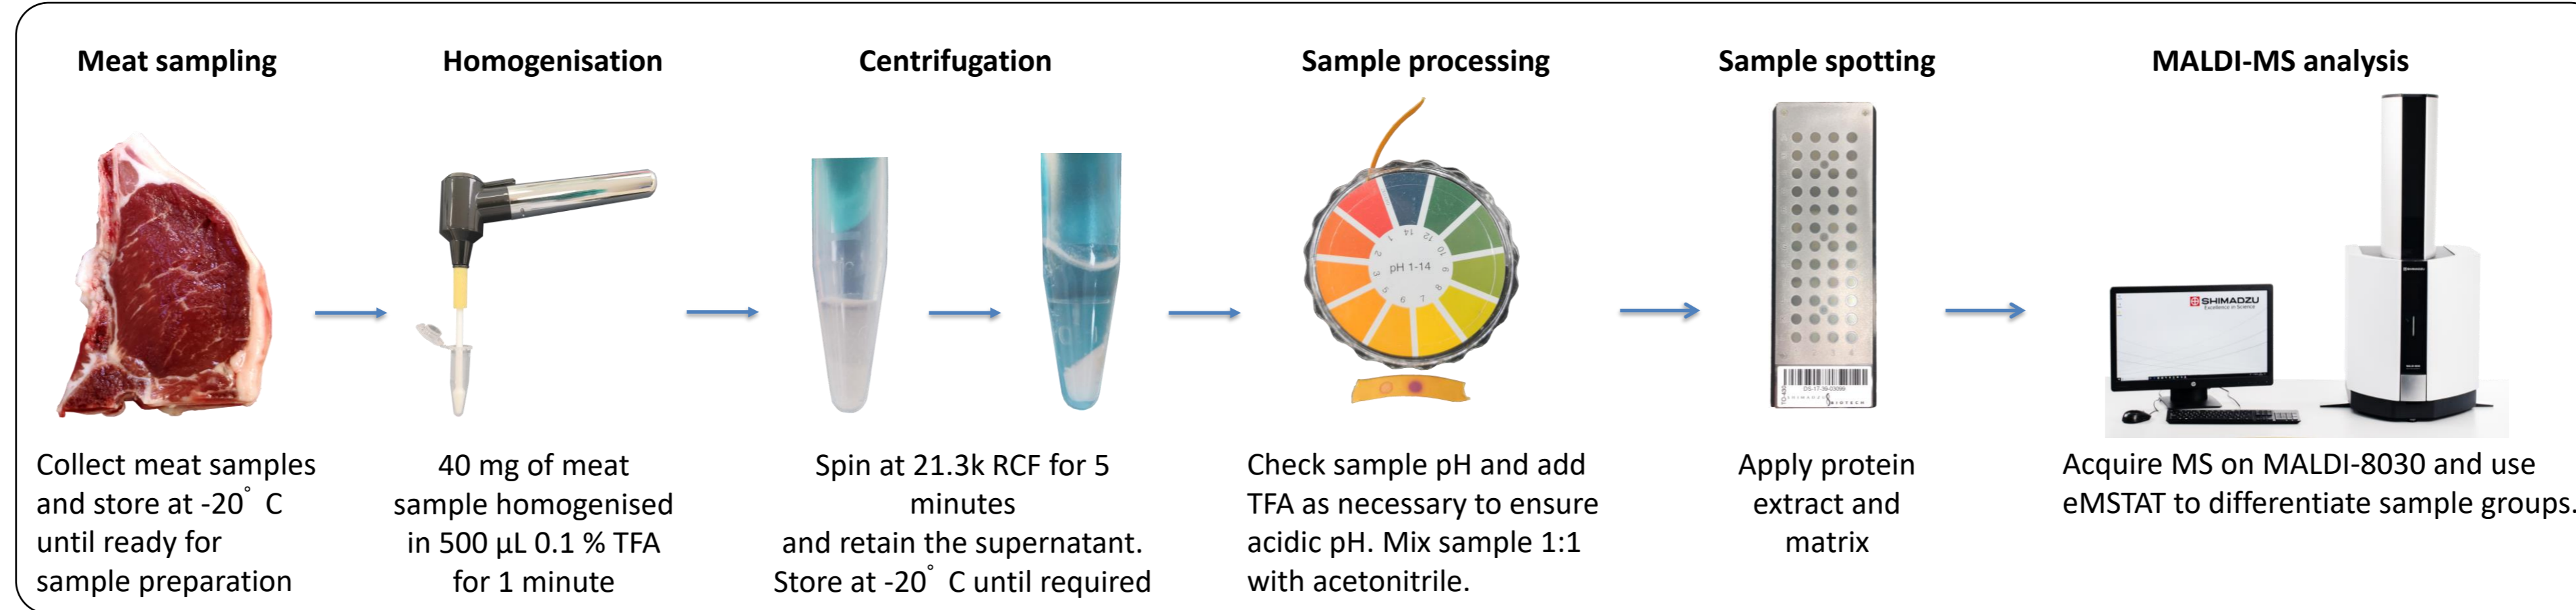 Meat sampling
Homogenisation
Centrifugation
Sample processing
Sample spotting
MALDI-MS analysis
pH 1-14
SHIMADZU
Excellence in Science
Collect meat samples
and store at -20° C
until ready for
sample preparation
40 mg of meat
sample homogenised
in 500 µL 0.1 % TFA
for 1 minute
Spin at 21.3k RCF for 5
minutes
and retain the supernatant.
Store at -20° C until required
Check sample pH and add
TFA as necessary to ensure
acidic pH. Mix sample 1:1
with acetonitrile.
Apply protein
extract and
matrix
Acquire MS on MALDI-8030 and use
eMSTAT to differentiate sample groups.